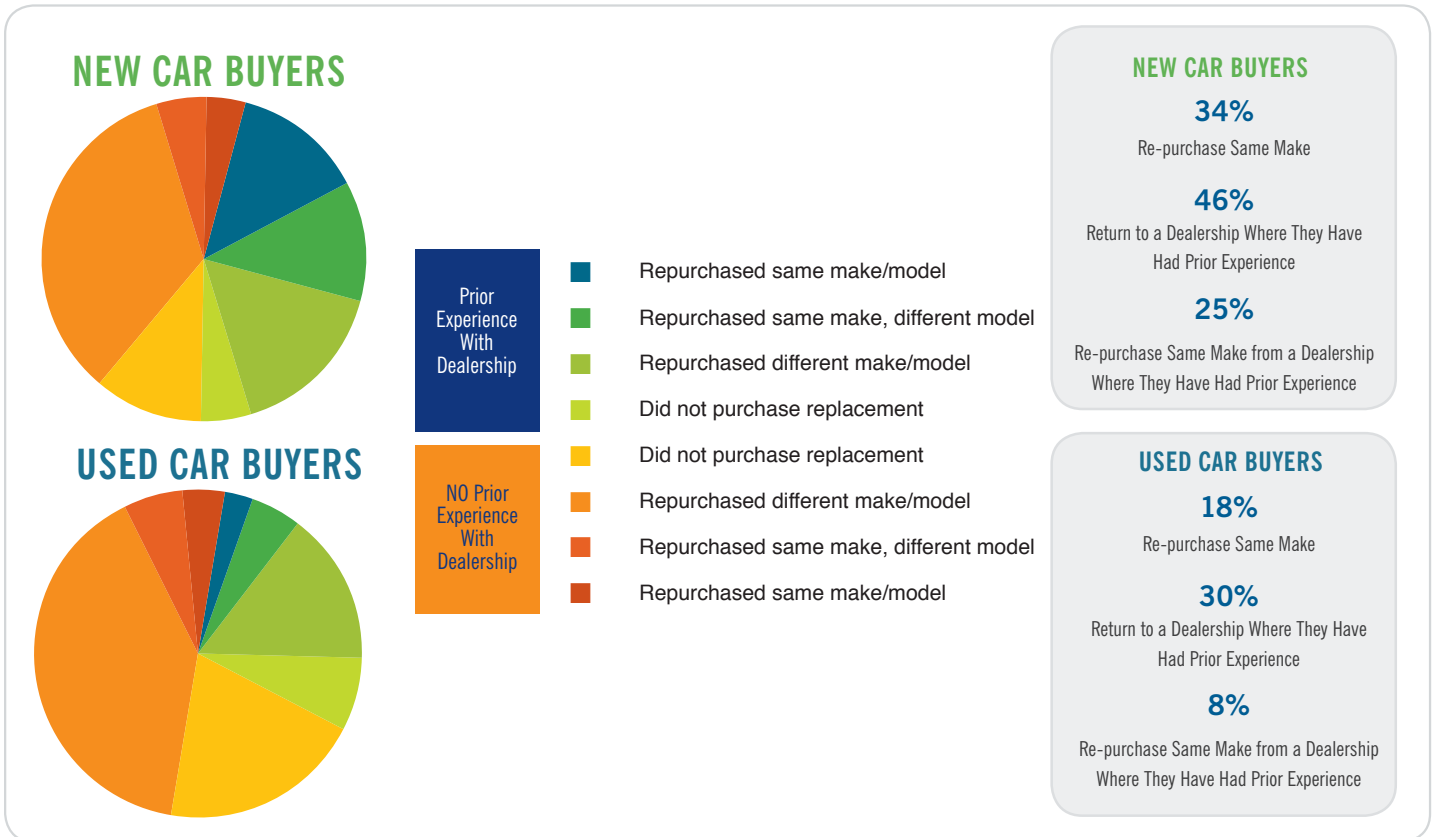 NEW CAR BUYERS
USED CAR BUYERS
Prior
Experience
With
Dealership
NO Prior
Experience
With
Dealership
Repurchased same make/model
Repurchased same make, different model
Repurchased different make/model
Did not purchase replacement
Did not purchase replacement
Repurchased different make/model
Repurchased same make, different model
Repurchased same make/model
NEW CAR BUYERS
34%
Re-purchase Same Make
46%
Return to a Dealership Where They Have
Had Prior Experience
25%
Re-purchase Same Make from a Dealership
Where They Have Had Prior Experience
USED CAR BUYERS
18%
Re-purchase Same Make
30%
Return to a Dealership Where They Have
Had Prior Experience
8%
Re-purchase Same Make from a Dealership
Where They Have Had Prior Experience